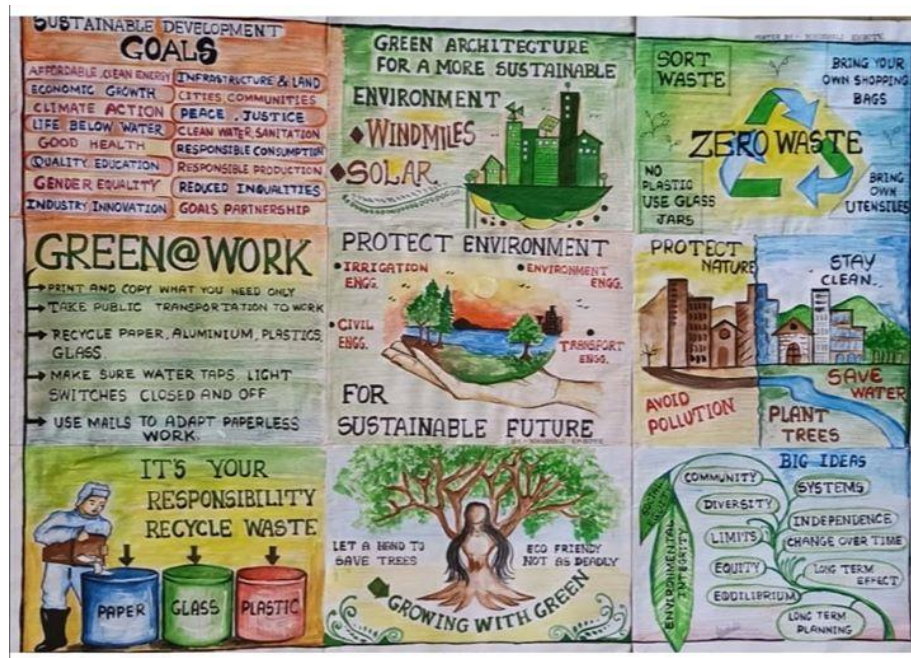 SUSTAINABLE DEVELOPMENT
GOALS
AFFORDABLE, CLEAN ENERGY
ECONOMIC GROWTH
CLIMATE ACTION
LIFE BELOW WATER
GOOD HEALTH
QUALITY EDUCATION
GENDER EQUALITY
INDUSTRY, INNOVATION
INFRASTRUCTURE & LAND
CITIES COMMUNITIES
PEACE, JUSTICE
CLEAN WATER, SANITATION
RESPONSIBLE CONSUMPTION
RESPONSIBLE PRODUCTION
REDUCED INQUALITIES
GOALS PARTNERSHIP
GREEN ARCHITECTURE
FOR A MORE SUSTAINABLE
ENVIRONMENT
WINDMILES
SOLAR
SORT
WASTE
BRING YOUR
OWN SHOPPING
BAGS
ZERO WASTE
NO
PLASTIC
USE GLASS
JARS
BRING
OWN
UTENSILES
GREEN@WORK
PRINT AND COPY WHAT YOU NEED ONLY
TAKE PUBLIC TRANSPORTATION TO WORK
RECYCLE PAPER, ALUMINIUM, PLASTICS,
GLASS
MAKE SURE WATER TAPS LIGHT
SWITCHES CLOSED AND OFF
USE MAILS TO ADAPT PAPERLESS
WORK.
PROTECT ENVIRONMENT
IRRIGATION
ENGG.
ENVIRONMENT
ENGG.
CIVIL
ENGG.
TRANSPORT
ENGG.
FOR
SUSTAINABLE FUTURE
PROTECT
NATURE
STAY
CLEAN..
AVOID
POLLUTION
SAVE
WATER
PLANT
TREES
IT'S YOUR
RESPONSIBILITY
RECYCLE WASTE
PAPER
GLASS
PLASTIC
LET A HAND TO
SAVE TREES
ECO FRIENDLY
NOT AS DEADLY
GROWING WITH GREEN
BIG IDEAS
COMMUNITY
DIVERSITY
LIMITS
EQUITY
EQUILIBRIUM
SYSTEMS
INDEPENDENCE
CHANGE OVER TIME
LONG TERM
EFFECT
LONG TERM
PLANNING
ENVIRONMENTAL
INTEGRITY